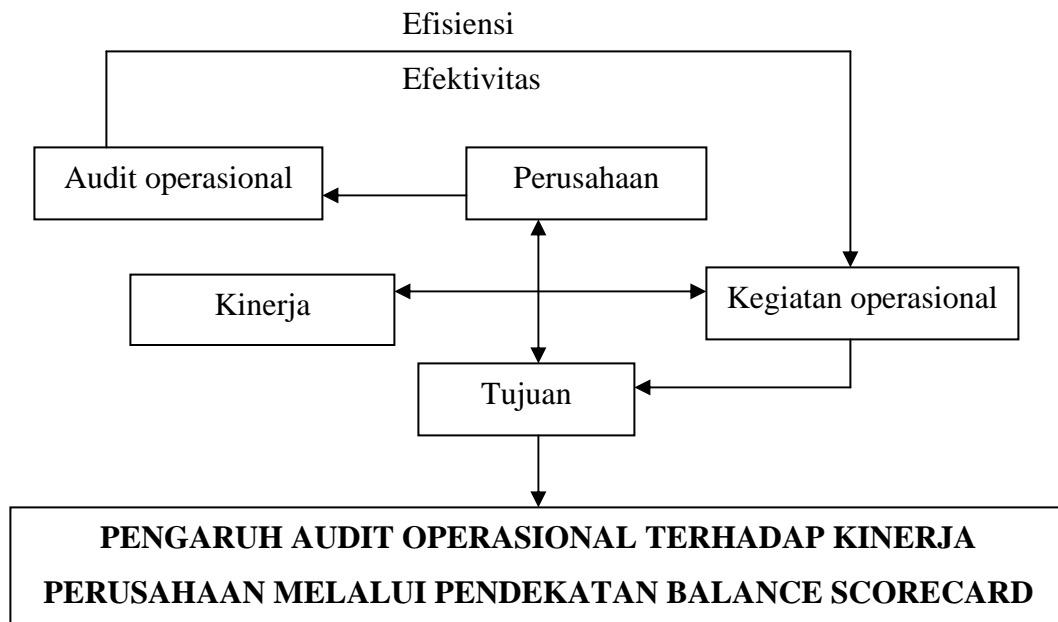 Efisiensi
Efektivitas
Audit operasional
Perusahaan
Kinerja
Kegiatan operasional
Tujuan
PENGARUH AUDIT OPERASIONAL TERHADAP KINERJA
PERUSAHAAN MELALUI PENDEKATAN BALANCE SCORECARD